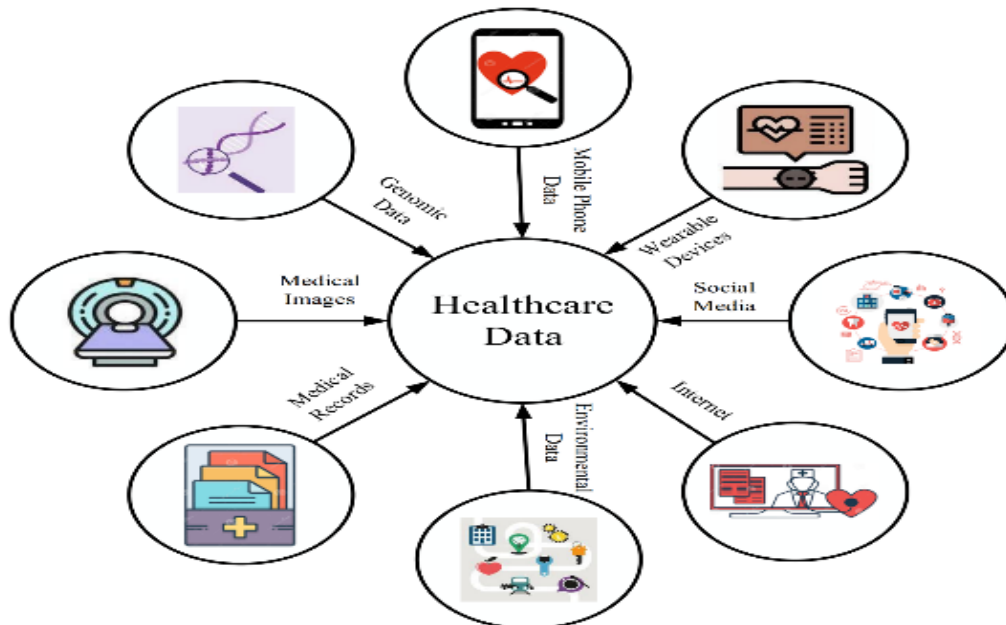 Mobile Phone
Data
Genomic
Data
Wearable
Devices
Medical
Images
Healthcare
Data
Social
Media
Medical
Records
Environmental
Data
Internet